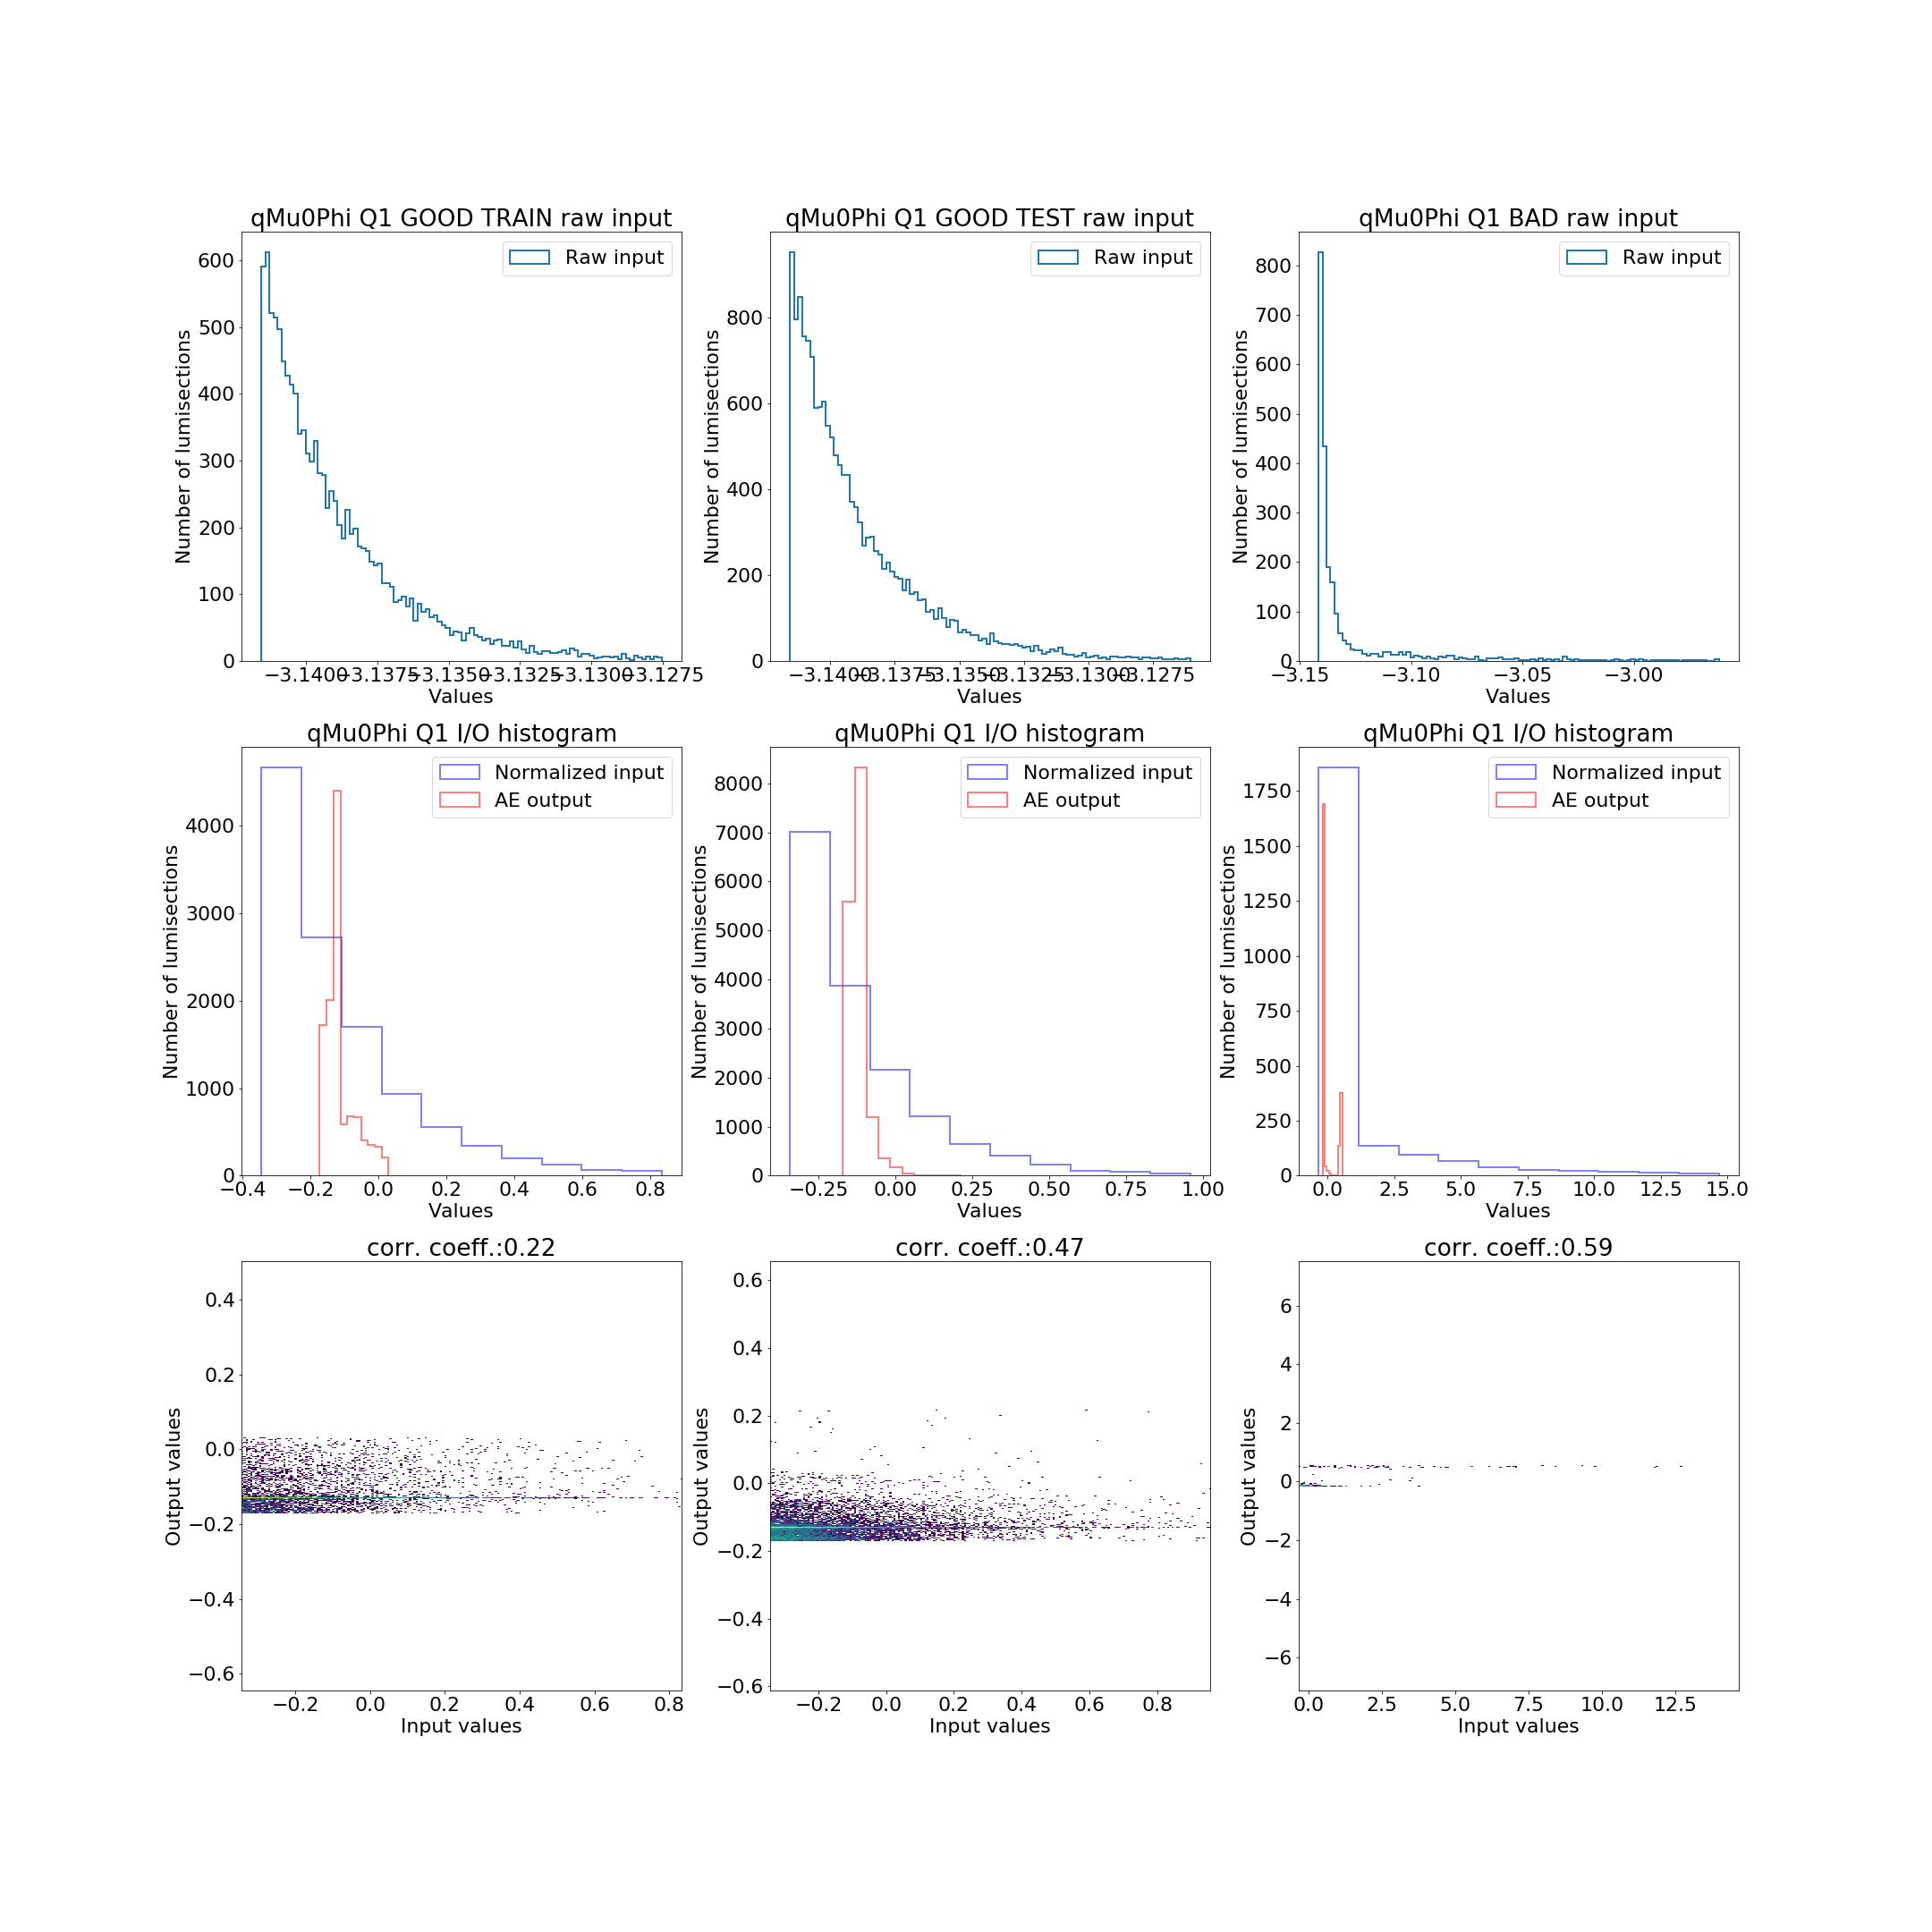 qMu0Phi Q1 GOOD TRAIN raw input
Raw input
Number of lumisections
600
500
400
300
200
100
0
−3.1400 −3.1375 −3.1350 −3.1325 −3.1300 −3.1275
Values
qMu0Phi Q1 GOOD TEST raw input
Raw input
Number of lumisections
800
600
400
200
0
−3.1400 −3.1375 −3.1350 −3.1325 −3.1300 −3.1275
Values
qMu0Phi Q1 BAD raw input
Raw input
Number of lumisections
800
700
600
500
400
300
200
100
0
−3.15 −3.10 −3.05 −3.00
Values
qMu0Phi Q1 I/O histogram
Normalized input
AE output
Number of lumisections
4000
3000
2000
1000
0
−0.4 −0.2 0.0 0.2 0.4 0.6 0.8
Values
qMu0Phi Q1 I/O histogram
Normalized input
AE output
Number of lumisections
8000
7000
6000
5000
4000
3000
2000
1000
0
−0.25 0.00 0.25 0.50 0.75 1.00
Values
qMu0Phi Q1 I/O histogram
Normalized input
AE output
Number of lumisections
1750
1500
1250
1000
750
500
250
0
0.0 2.5 5.0 7.5 10.0 12.5 15.0
Values
corr. coeff.:0.22
Output values
0.4
0.2
0.0
−0.2
−0.4
−0.6
−0.2 0.0 0.2 0.4 0.6 0.8
Input values
corr. coeff.:0.47
Output values
0.6
0.4
0.2
0.0
−0.2
−0.4
−0.6
−0.2 0.0 0.2 0.4 0.6 0.8
Input values
corr. coeff.:0.59
Output values
6
4
2
0
−2
−4
−6
0.0 2.5 5.0 7.5 10.0 12.5
Input values